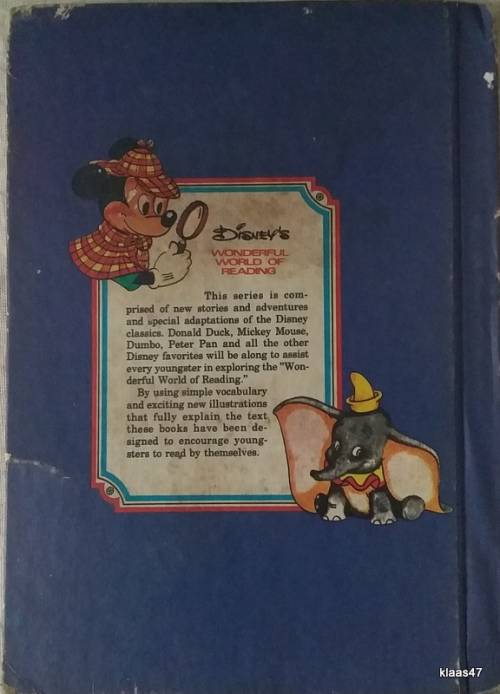 Disney's
WONDERFUL
WORLD OF
READING
This series is com-
prised of new stories and adventures
and special adaptations of the Disney
classics. Donald Duck, Mickey Mouse,
Dumbo, Peter Pan and all the other
Disney favorites will be along to assist
every youngster in exploring the "Won-
derful World of Reading."
By using simple vocabulary
and exciting new illustrations
that fully explain the text,
these books have been de-
signed to encourage young-
sters to read by themselves.
klaas47